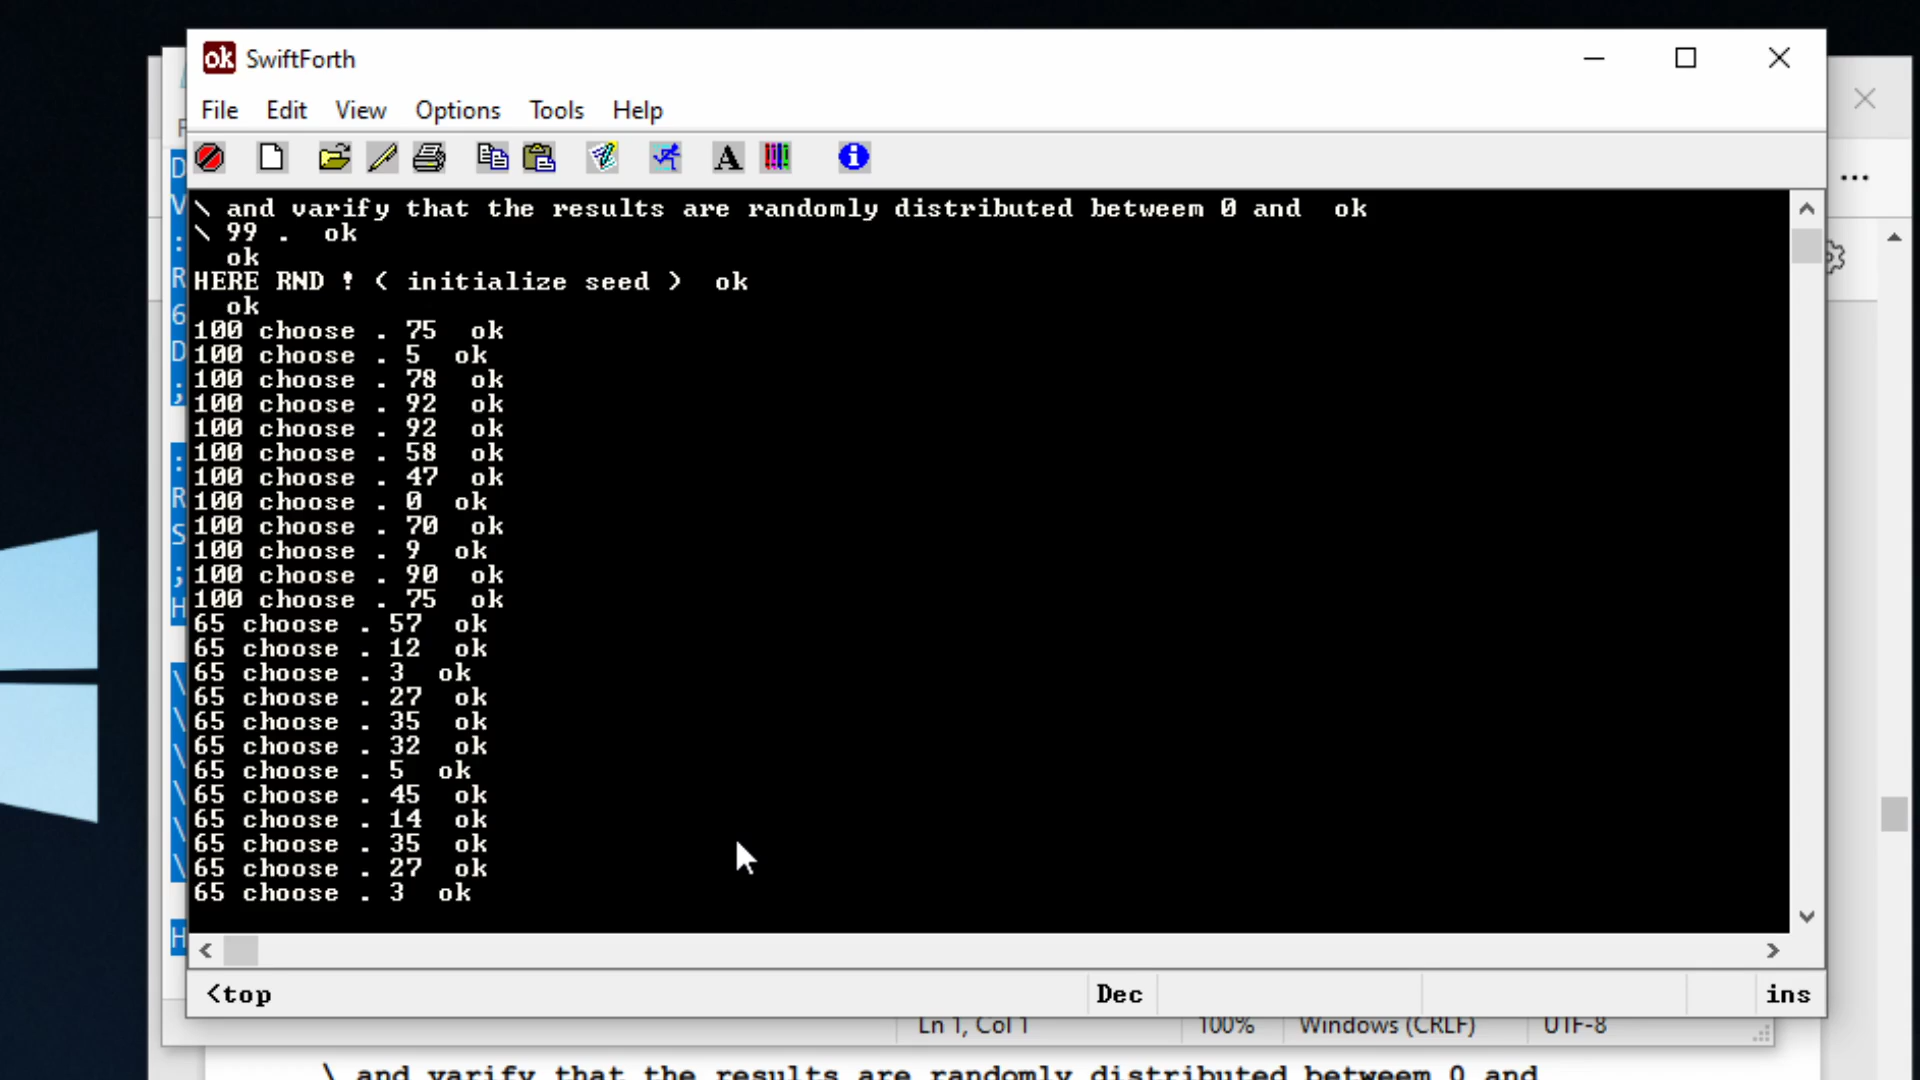 SwiftForth
File Edit View Options Tools Help
\ and varify that the results are randomly distributed betweem 0 and  ok
\ 99 .  ok
ok
HERE RND ! ( initialize seed )  ok
ok
100 choose . 75  ok
100 choose . 5  ok
100 choose . 78  ok
100 choose . 92  ok
100 choose . 92  ok
100 choose . 58  ok
100 choose . 47  ok
100 choose . 0  ok
100 choose . 70  ok
100 choose . 9  ok
100 choose . 90  ok
100 choose . 75  ok
65 choose . 57  ok
65 choose . 12  ok
65 choose . 3  ok
65 choose . 27  ok
65 choose . 35  ok
65 choose . 32  ok
65 choose . 5  ok
65 choose . 45  ok
65 choose . 14  ok
65 choose . 35  ok
65 choose . 27  ok
65 choose . 3  ok
<top Dec ins
Ln 1, Col 1 100% Windows (CRLF) UTF-8
\ and varify that the results are randomly distributed betweem 0 and